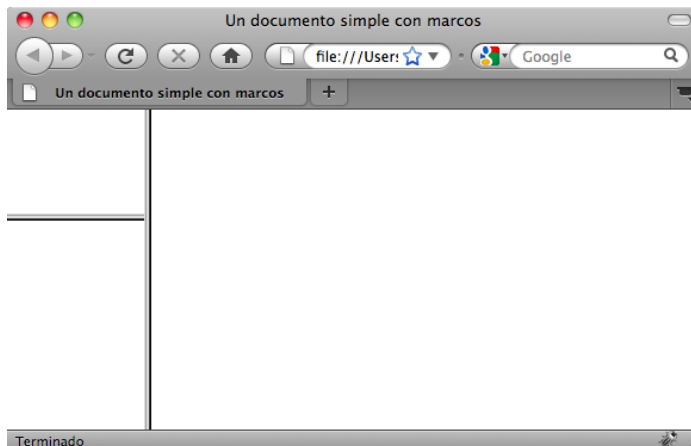 Un documento simple con marcos
file:///Users
Google
Un documento simple con marcos
Terminado